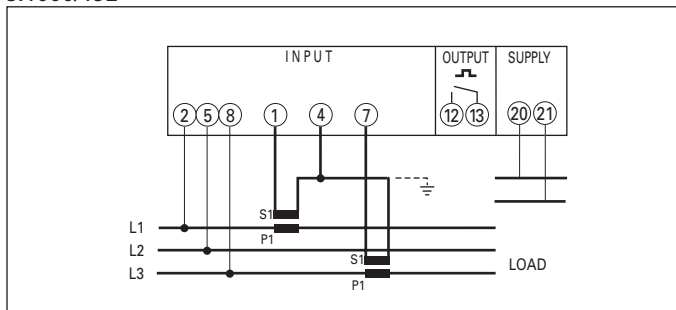 INPUT OUTPUT SUPPLY
2 5 8 1 4 7 12 13 20 21
S1
L1
P1
L2
S1
LOAD
L3
P1